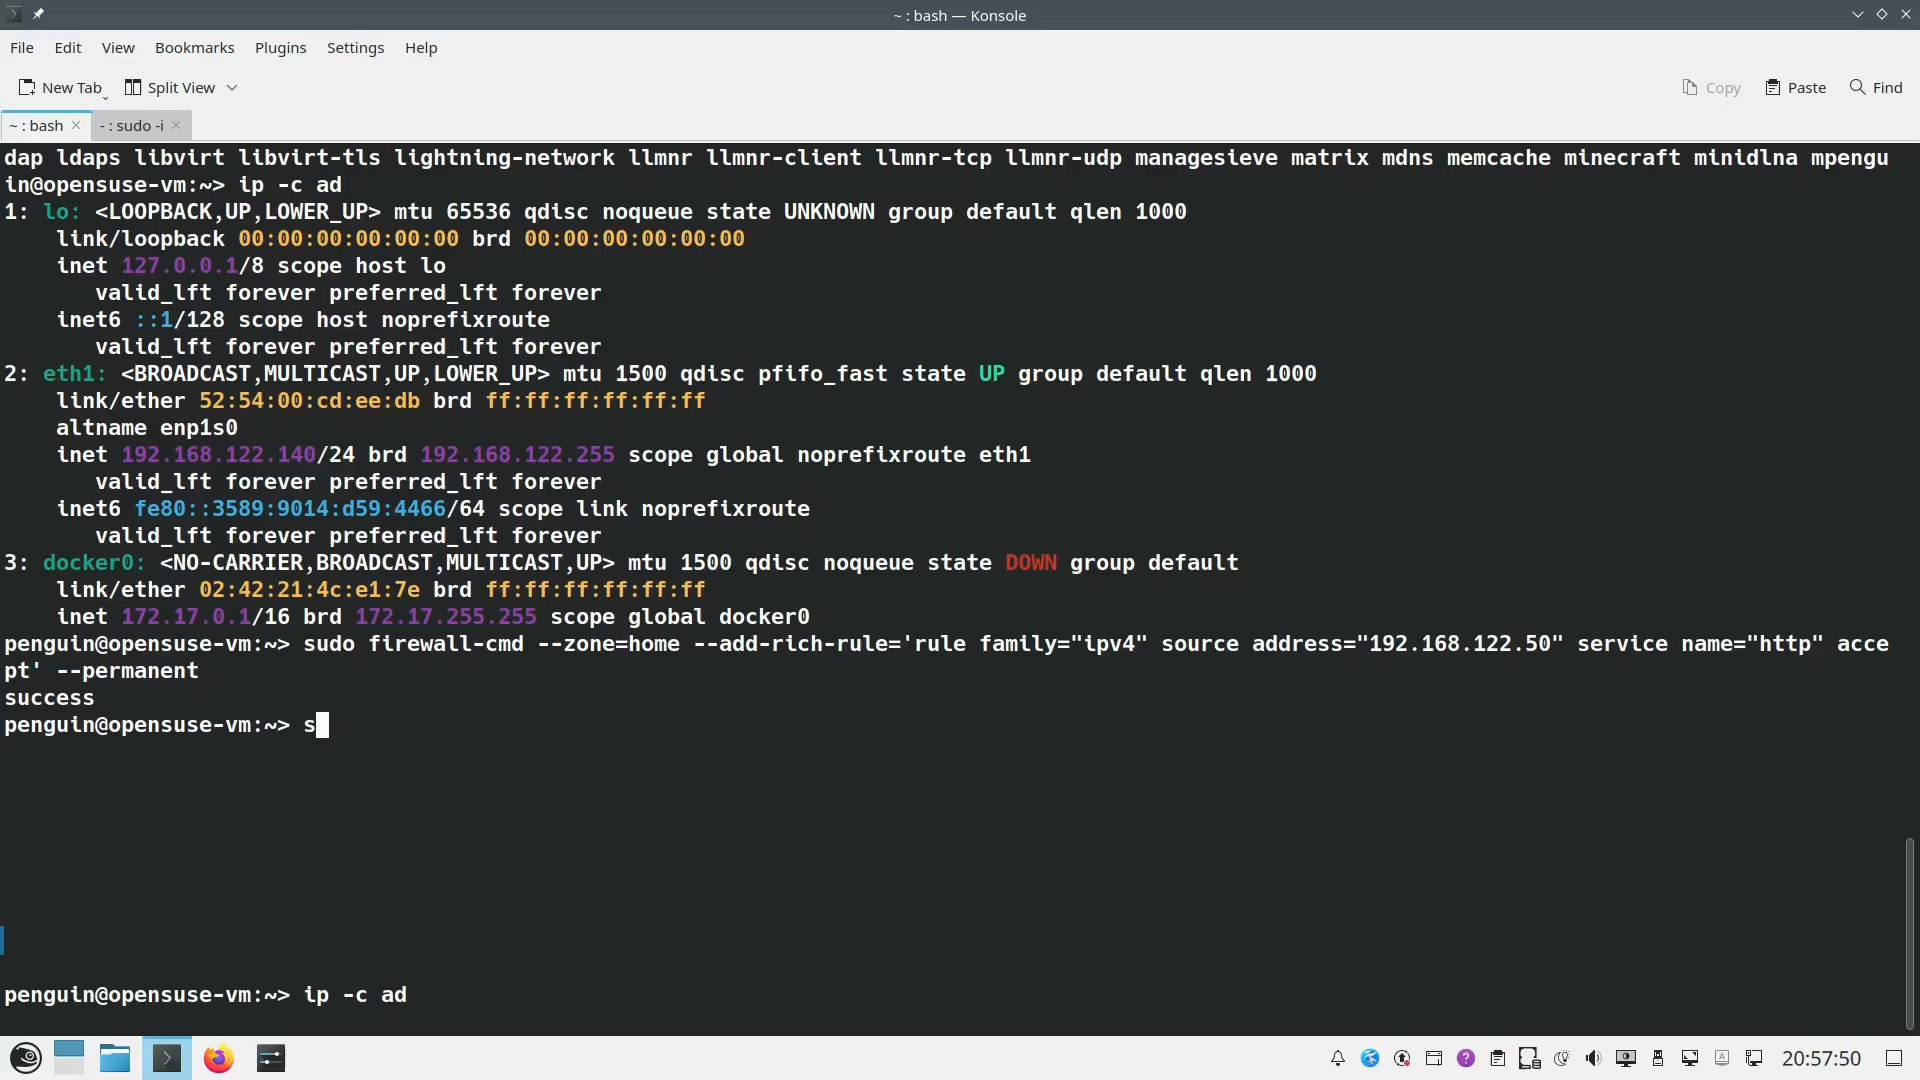 ~ : bash — Konsole
File Edit View Bookmarks Plugins Settings Help
New Tab Split View Copy Paste Find
~ : bash - : sudo -i
dap ldaps libvirt libvirt-tls lightning-network llmnr llmnr-client llmnr-tcp llmnr-udp managesieve matrix mdns memcache minecraft minidlna mpengu
in@opensuse-vm:~> ip -c ad
1: lo: <LOOPBACK,UP,LOWER_UP> mtu 65536 qdisc noqueue state UNKNOWN group default qlen 1000
    link/loopback 00:00:00:00:00:00 brd 00:00:00:00:00:00
    inet 127.0.0.1/8 scope host lo
       valid_lft forever preferred_lft forever
    inet6 ::1/128 scope host noprefixroute
       valid_lft forever preferred_lft forever
2: eth1: <BROADCAST,MULTICAST,UP,LOWER_UP> mtu 1500 qdisc pfifo_fast state UP group default qlen 1000
    link/ether 52:54:00:cd:ee:db brd ff:ff:ff:ff:ff:ff
    altname enp1s0
    inet 192.168.122.140/24 brd 192.168.122.255 scope global noprefixroute eth1
       valid_lft forever preferred_lft forever
    inet6 fe80::3589:9014:d59:4466/64 scope link noprefixroute
       valid_lft forever preferred_lft forever
3: docker0: <NO-CARRIER,BROADCAST,MULTICAST,UP> mtu 1500 qdisc noqueue state DOWN group default
    link/ether 02:42:21:4c:e1:7e brd ff:ff:ff:ff:ff:ff
    inet 172.17.0.1/16 brd 172.17.255.255 scope global docker0
penguin@opensuse-vm:~> sudo firewall-cmd --zone=home --add-rich-rule='rule family="ipv4" source address="192.168.122.50" service name="http" acce
pt' --permanent
success
penguin@opensuse-vm:~> s
penguin@opensuse-vm:~> ip -c ad
20:57:50